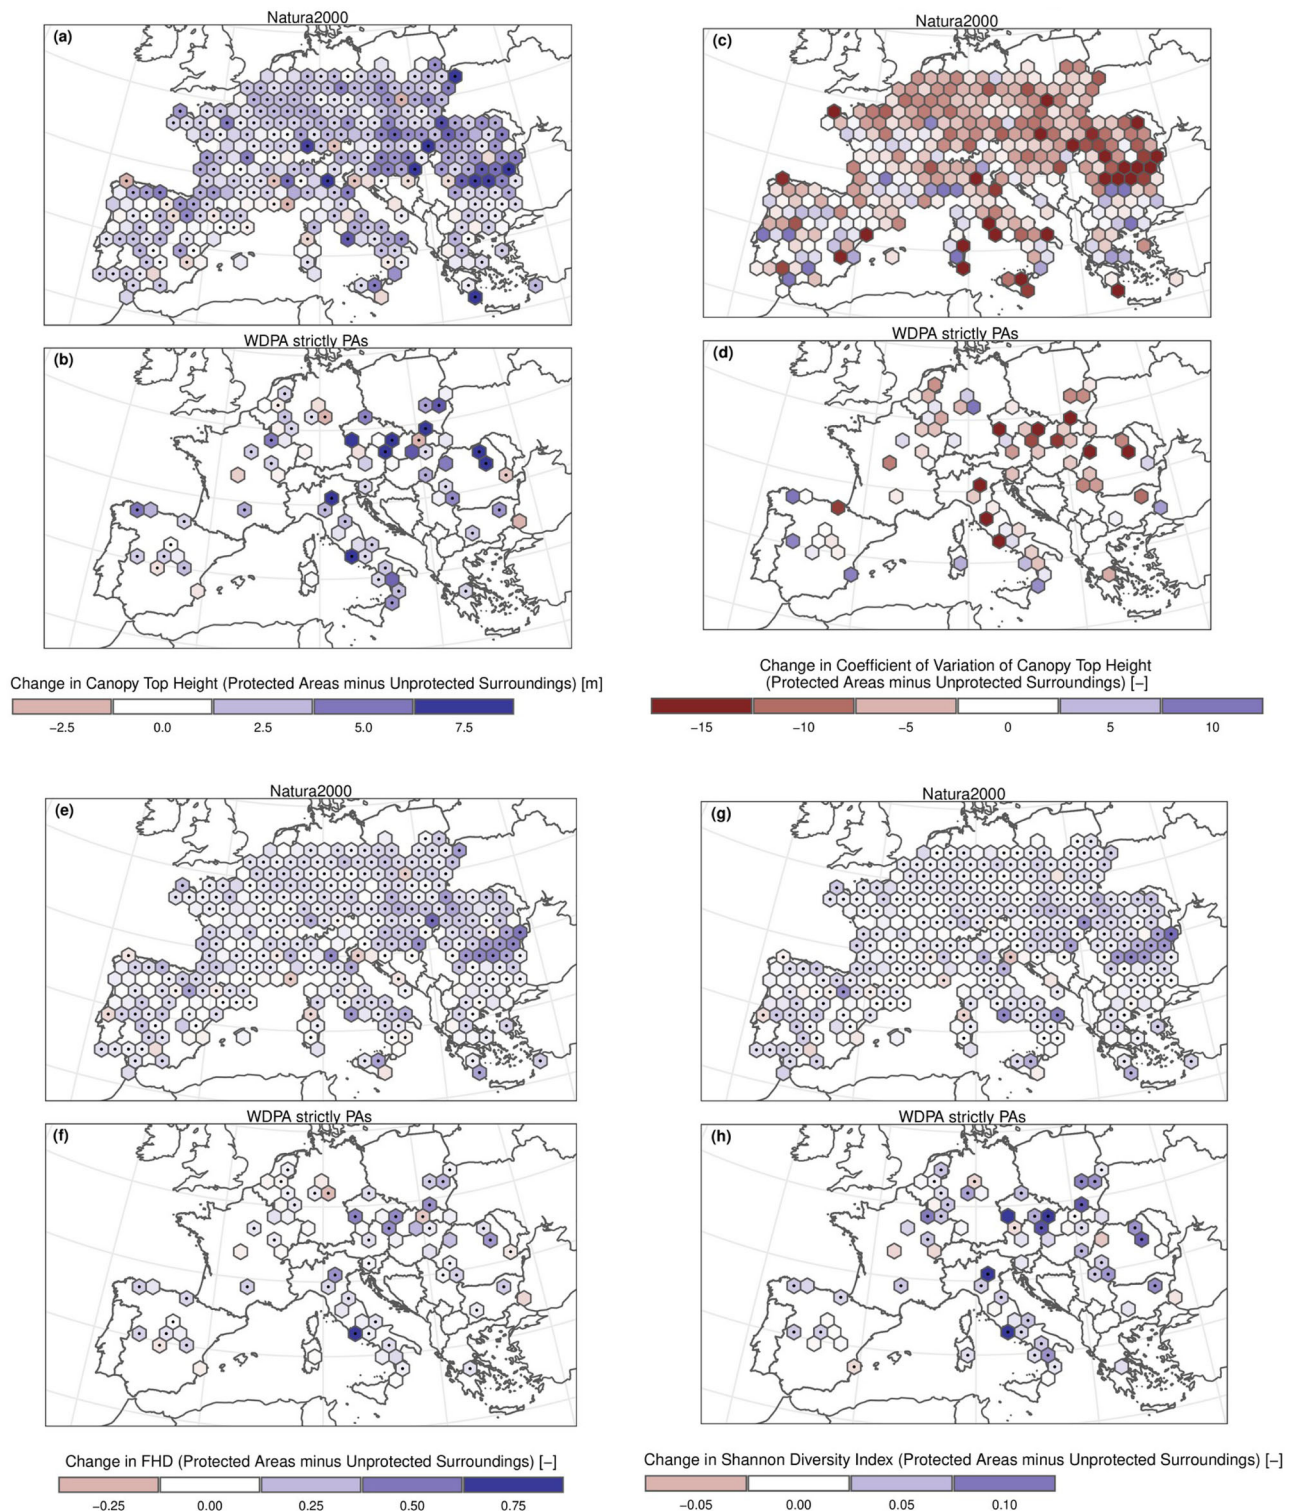 Natura2000
(a)
WDPA strictly PAs
(b)
Change in Canopy Top Height (Protected Areas minus Unprotected Surroundings) [m]
−2.5 0.0 2.5 5.0 7.5
Natura2000
(c)
WDPA strictly PAs
(d)
Change in Coefficient of Variation of Canopy Top Height
(Protected Areas minus Unprotected Surroundings) [−]
−15 −10 −5 0 5 10
Natura2000
(e)
WDPA strictly PAs
(f)
Change in FHD (Protected Areas minus Unprotected Surroundings) [−]
−0.25 0.00 0.25 0.50 0.75
Natura2000
(g)
WDPA strictly PAs
(h)
Change in Shannon Diversity Index (Protected Areas minus Unprotected Surroundings) [−]
−0.05 0.00 0.05 0.10